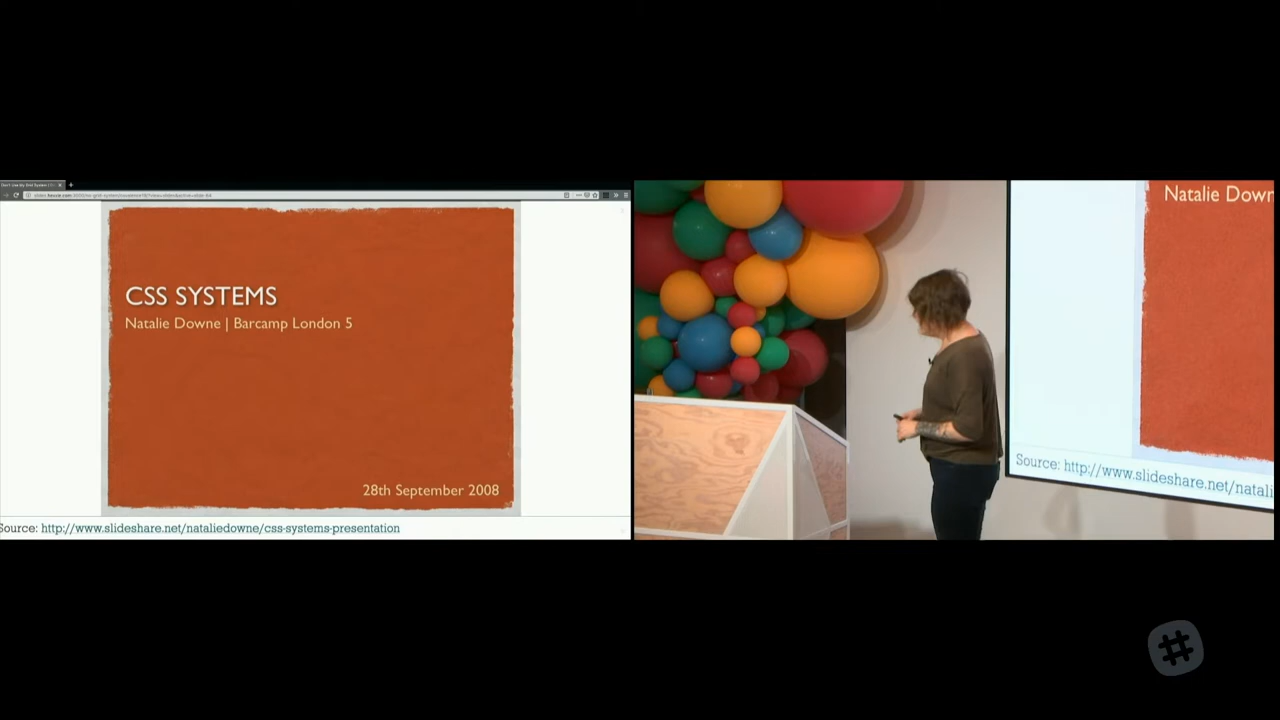 CSS SYSTEMS
Natalie Downe | Barcamp London 5
28th September 2008
Source: http://www.slideshare.net/nataliedowne/css-systems-presentation
Natalie Down
Source: http://www.slideshare.net/natali